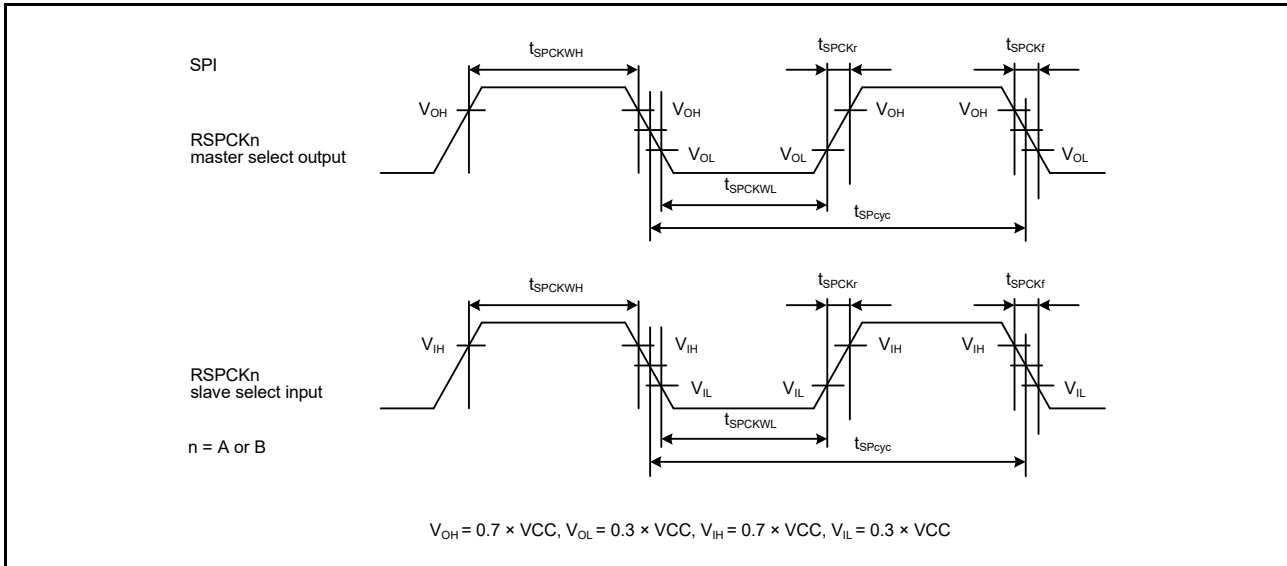 SPI
tSPCKWH
tSPCKr
tSPCKf
VOH
VOH
VOH
VOH
RSPCKn
master select output
VOL
VOL
VOL
tSPCKWL
tSPcyc
tSPCKWH
tSPCKr
tSPCKf
VIH
VIH
VIH
VIH
RSPCKn
slave select input
VIL
VIL
VIL
tSPCKWL
n = A or B
tSPcyc
VOH = 0.7 × VCC, VOL = 0.3 × VCC, VIH = 0.7 × VCC, VIL = 0.3 × VCC